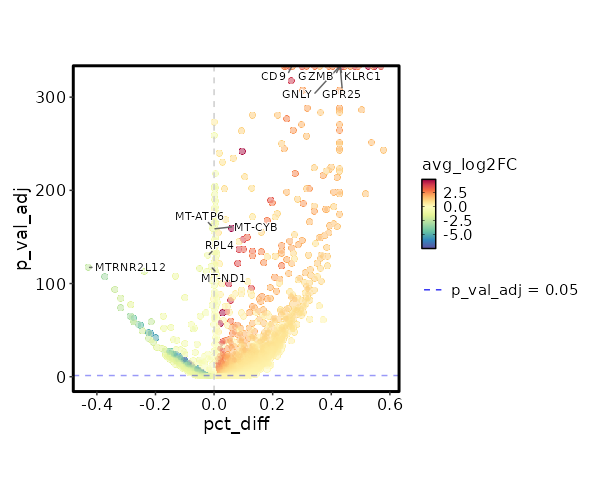 CD9 GZMB KLRC1
GNLY GPR25
MT-ATP6
MT-CYB
RPL4
MTRNR2L12
MT-ND1
300
200
100
0
p_val_adj
-0.4 -0.2 0.0 0.2 0.4 0.6
pct_diff
avg_log2FC
2.5
0.0
-2.5
-5.0
p_val_adj = 0.05